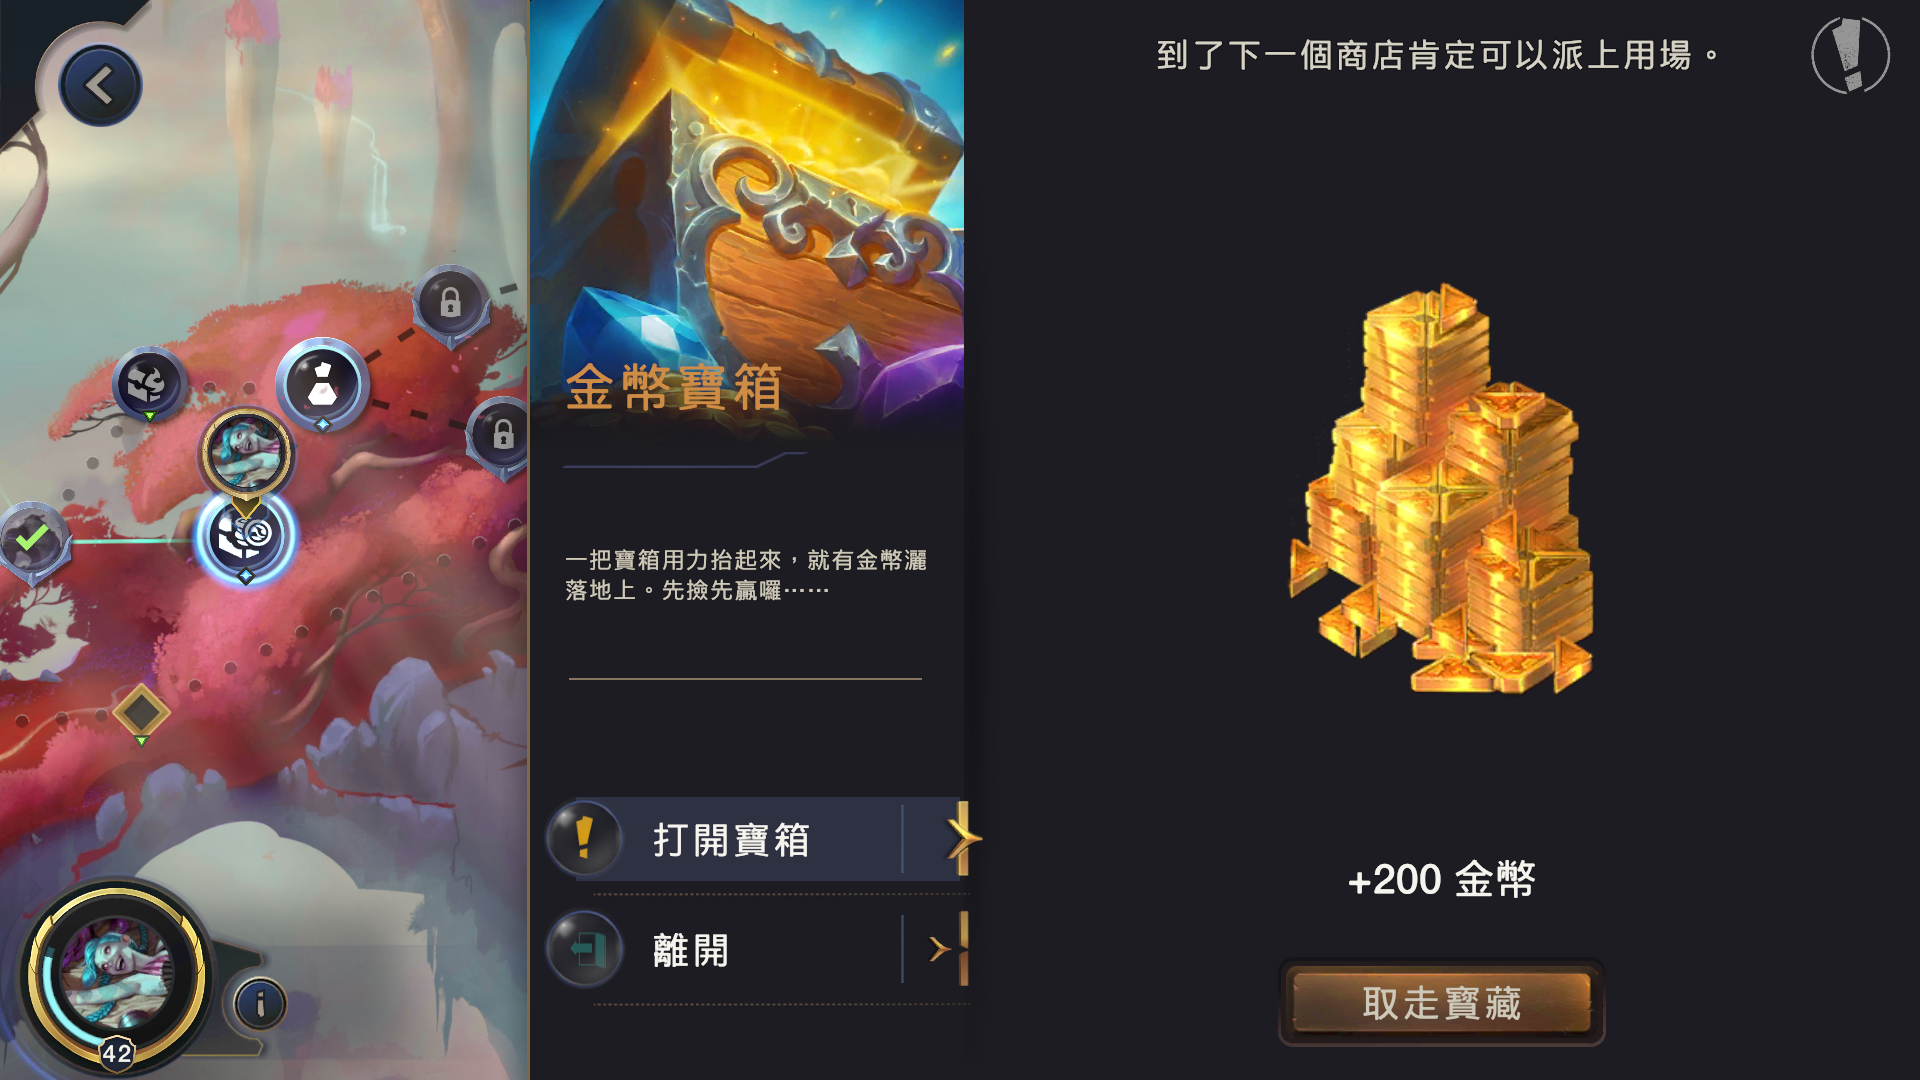 到了下一個商店肯定可以派上用場。
金幣寶箱
一把寶箱用力抬起來，就有金幣灑
落地上。先撿先贏囉⋯⋯
打開寶箱
離開
+200 金幣
取走寶藏
42